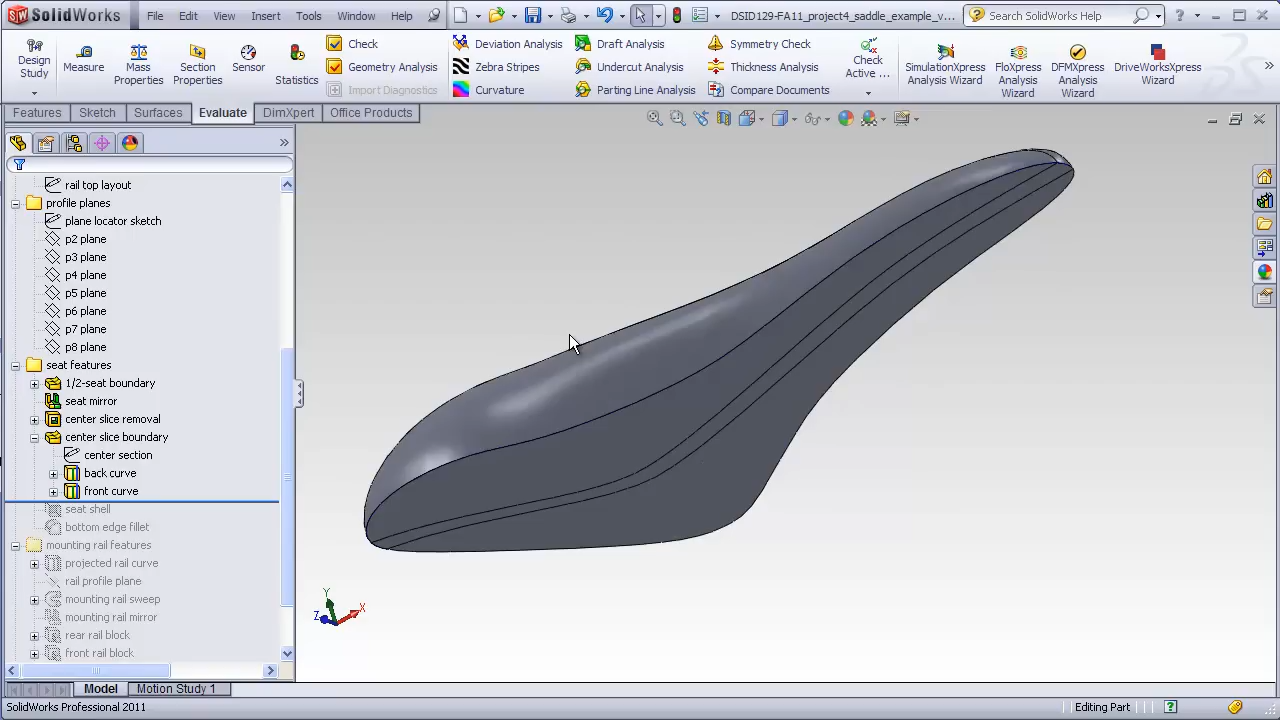 SolidWorks File Edit View Insert Tools Window Help DSID129-FA11_project4_saddle_example_v... Search SolidWorks Help
Design Study
Measure
Mass Properties
Section Properties
Sensor
Statistics
Check
Geometry Analysis
Import Diagnostics
Deviation Analysis
Zebra Stripes
Curvature
Draft Analysis
Undercut Analysis
Parting Line Analysis
Symmetry Check
Thickness Analysis
Compare Documents
Check Active ...
SimulationXpress Analysis Wizard
FloXpress Analysis Wizard
DFMXpress Analysis Wizard
DriveWorksXpress Wizard
Features Sketch Surfaces Evaluate DimXpert Office Products
rail top layout
profile planes
plane locator sketch
p2 plane
p3 plane
p4 plane
p5 plane
p6 plane
p7 plane
p8 plane
seat features
1/2-seat boundary
seat mirror
center slice removal
center slice boundary
center section
back curve
front curve
seat shell
bottom edge fillet
mounting rail features
projected rail curve
rail profile plane
mounting rail sweep
mounting rail mirror
rear rail block
front rail block
Y
X
Z
Model Motion Study 1
SolidWorks Professional 2011 Editing Part